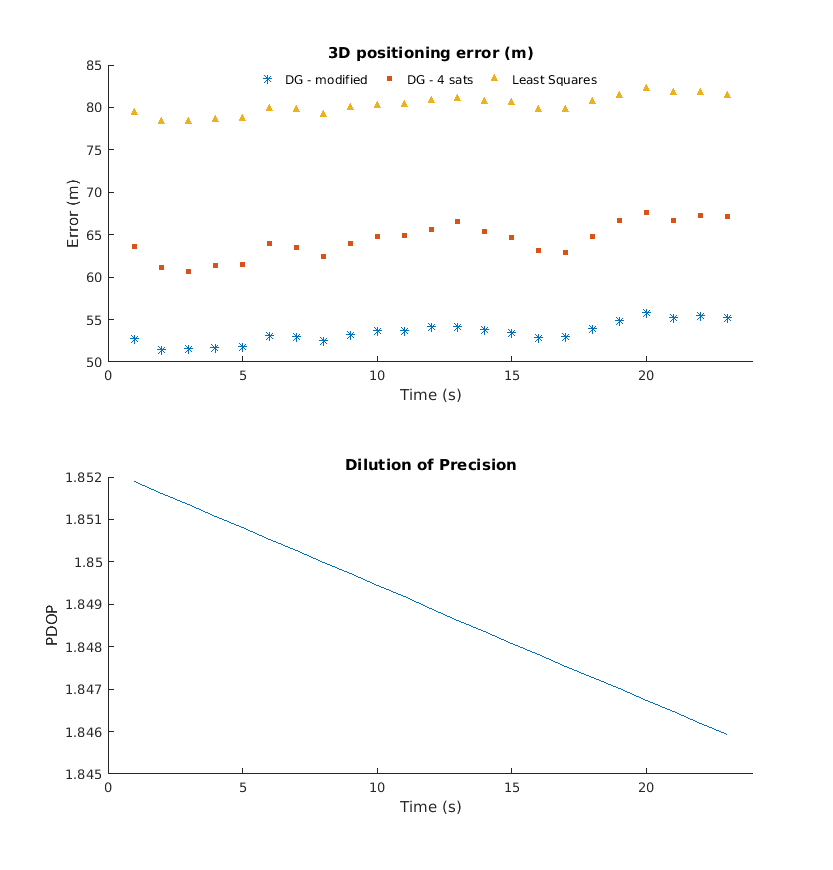 3D positioning error (m)
DG - modified DG - 4 sats Least Squares
85
80
75
70
65
60
55
50
Error (m)
0 5 10 15 20
Time (s)
Dilution of Precision
1.852
1.851
1.85
1.849
1.848
1.847
1.846
1.845
PDOP
0 5 10 15 20
Time (s)